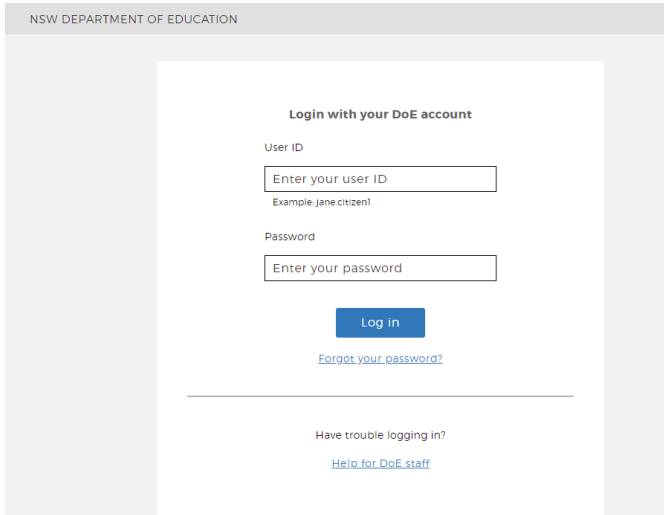 NSW DEPARTMENT OF EDUCATION
Login with your DoE account
User ID
Enter your user ID
Example: jane.citizen1
Password
Enter your password
Log in
Forgot your password?
Have trouble logging in?
Help for DoE staff